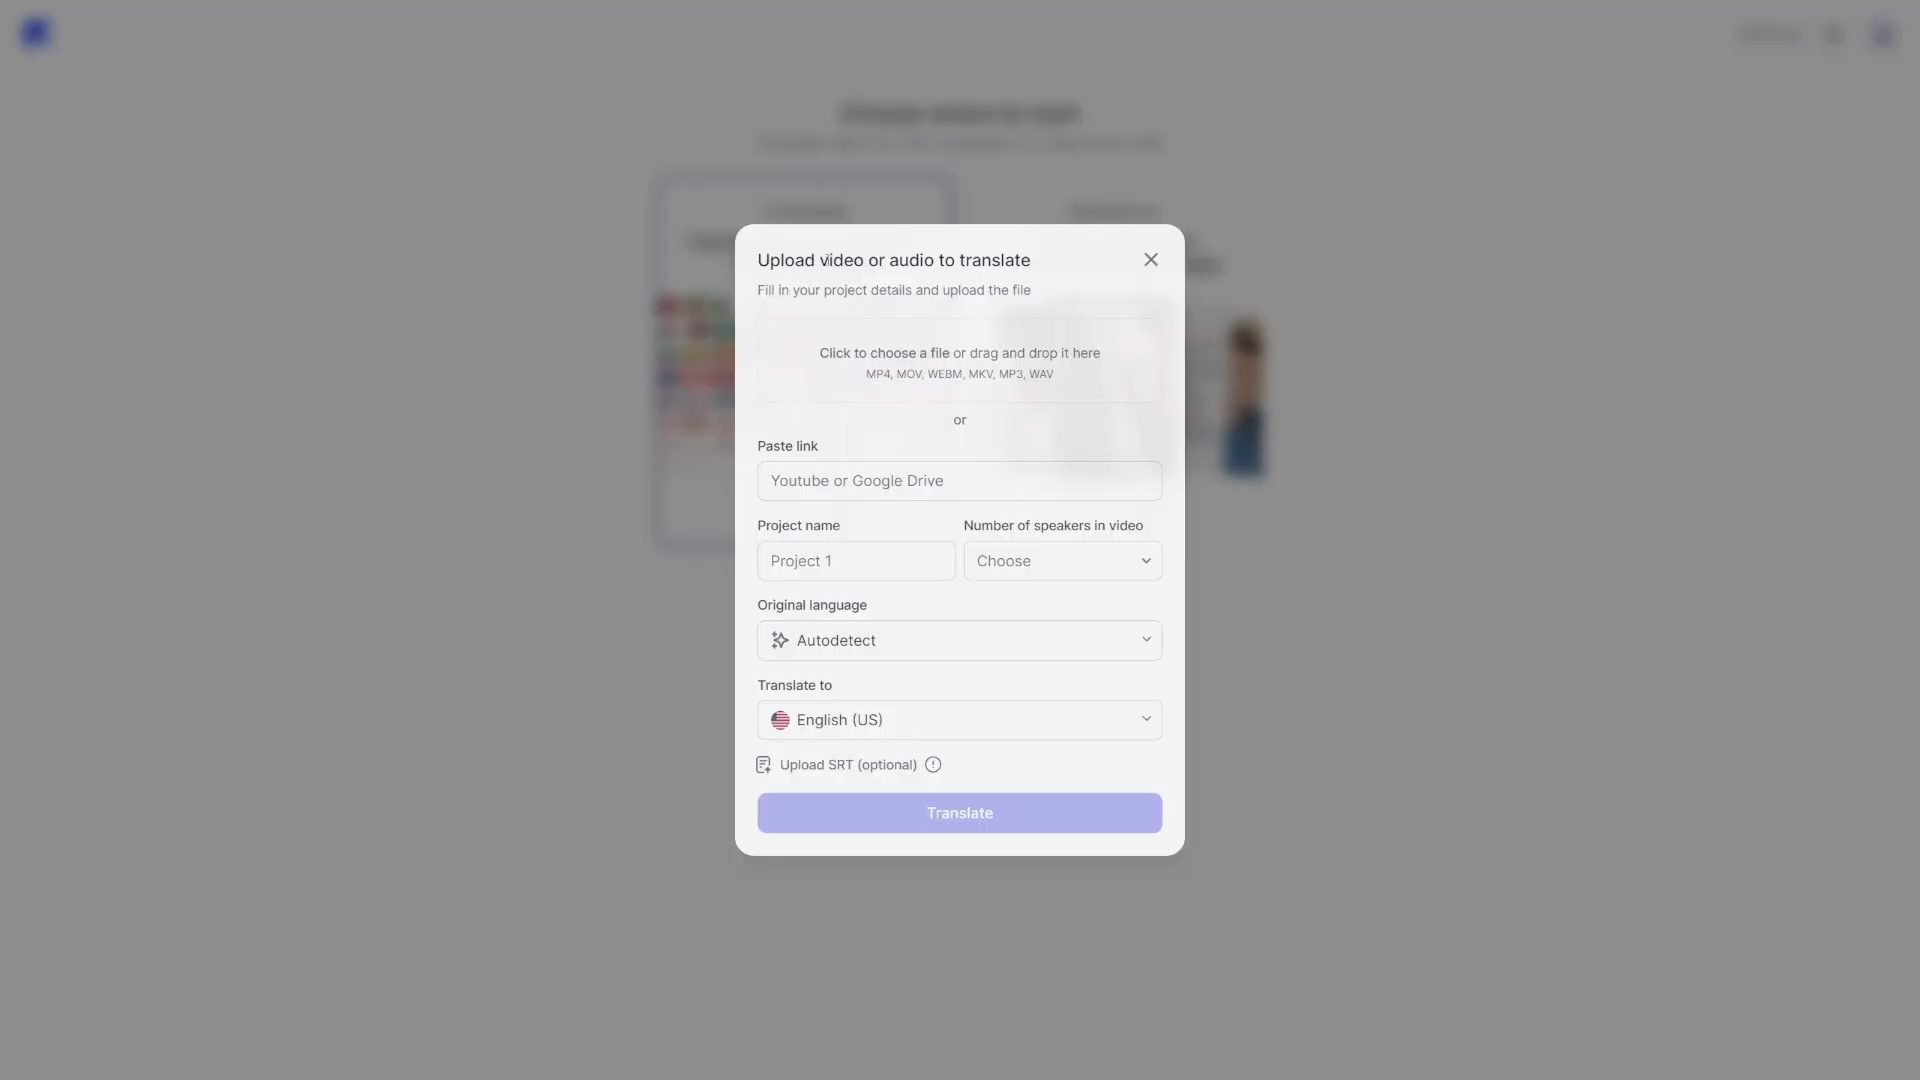 Upload video or audio to translate
Fill in your project details and upload the file
Click to choose a file or drag and drop it here
MP4, MOV, WEBM, MKV, MP3, WAV
or
Paste link
Youtube or Google Drive
Project name
Number of speakers in video
Project 1
Choose
Original language
Autodetect
Translate to
English (US)
Upload SRT (optional)
Translate